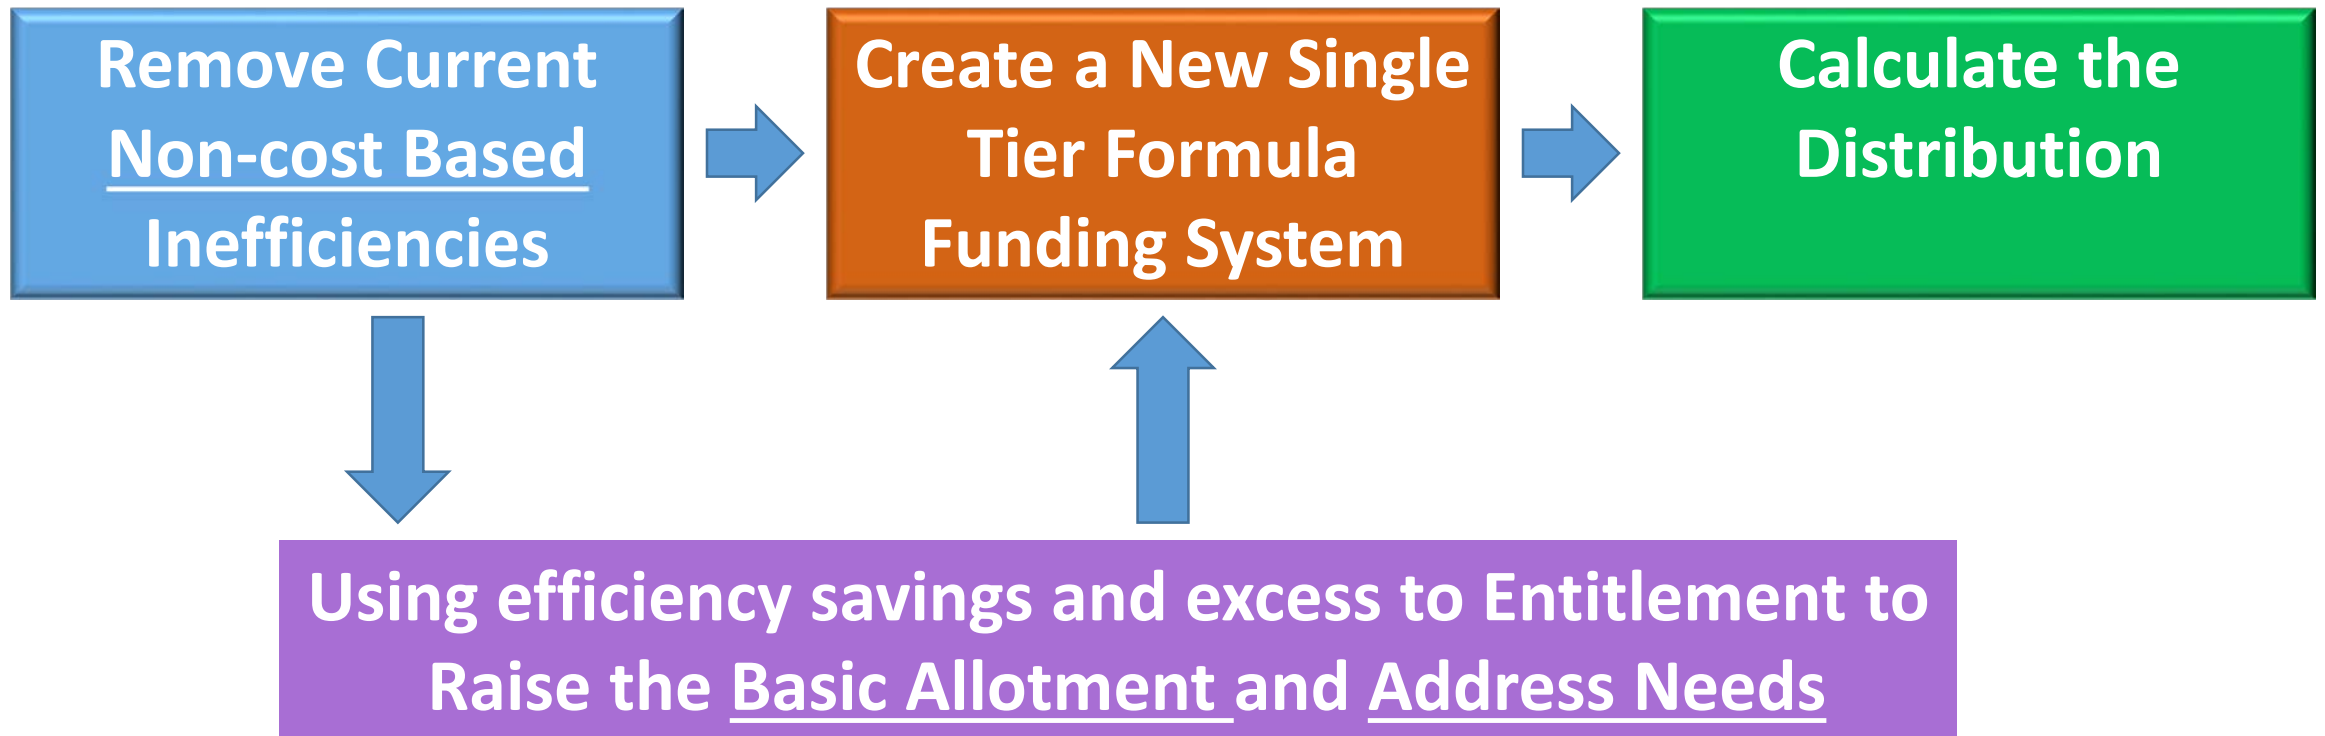 Remove Current
Non-cost Based
Inefficiencies
Create a New Single
Tier Formula
Funding System
Calculate the
Distribution
Using efficiency savings and excess to Entitlement to
Raise the Basic Allotment and Address Needs